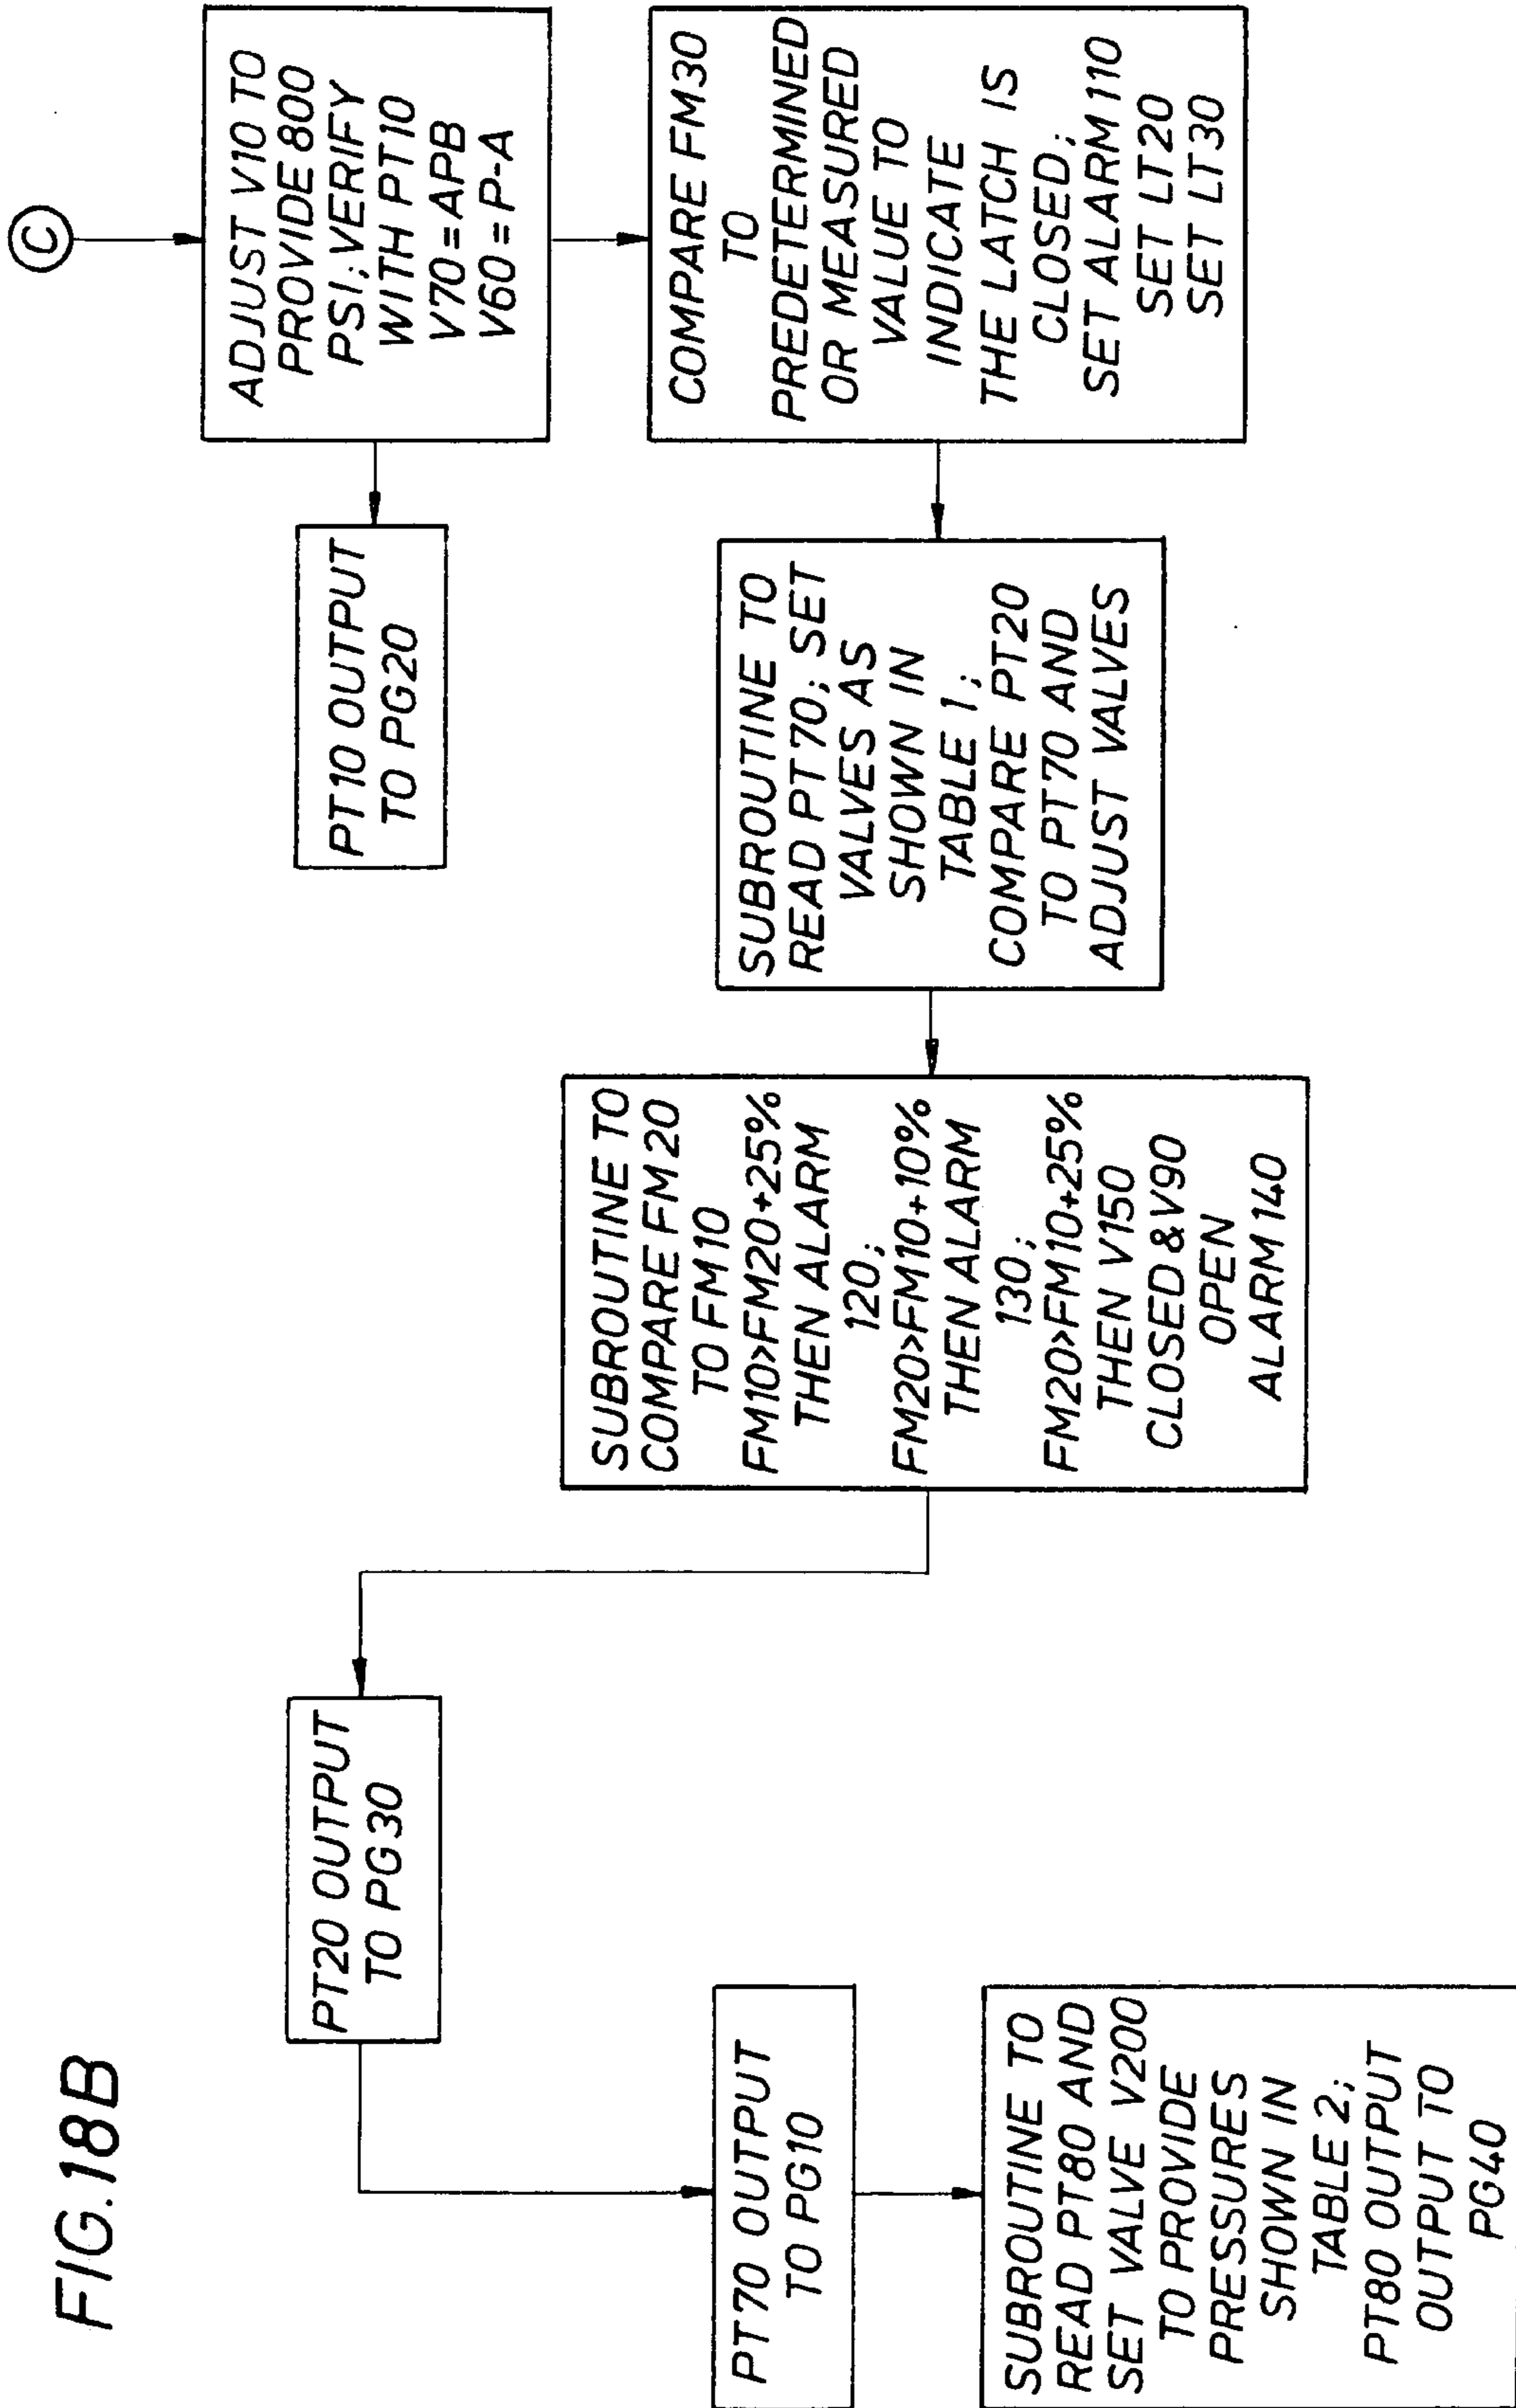 FIG.18B
C
ADJUST V10 TO
PROVIDE 800
PSI; VERIFY
WITH PT10
V70=APB
V60=P-A
PT10 OUTPUT
TO PG20
COMPARE FM30
TO
PREDETERMINED
OR MEASURED
VALUE TO
INDICATE
THE LATCH IS
CLOSED;
SET ALARM 110
SET LT20
SET LT30
SUBROUTINE TO
READ PT70; SET
VALVES AS
SHOWN IN
TABLE 1;
COMPARE PT20
TO PT70 AND
ADJUST VALVES
SUBROUTINE TO
COMPARE FM20
TO FM10
FM10>FM20+25%
THEN ALARM
120;
FM20>FM10+10%
THEN ALARM
130;
FM20>FM10+25%
THEN V150
CLOSED & V90
OPEN
ALARM 140
PT20 OUTPUT
TO PG30
PT70 OUTPUT
TO PG10
SUBROUTINE TO
READ PT80 AND
SET VALVE V200
TO PROVIDE
PRESSURES
SHOWN IN
TABLE 2;
PT80 OUTPUT
OUTPUT TO
PG40